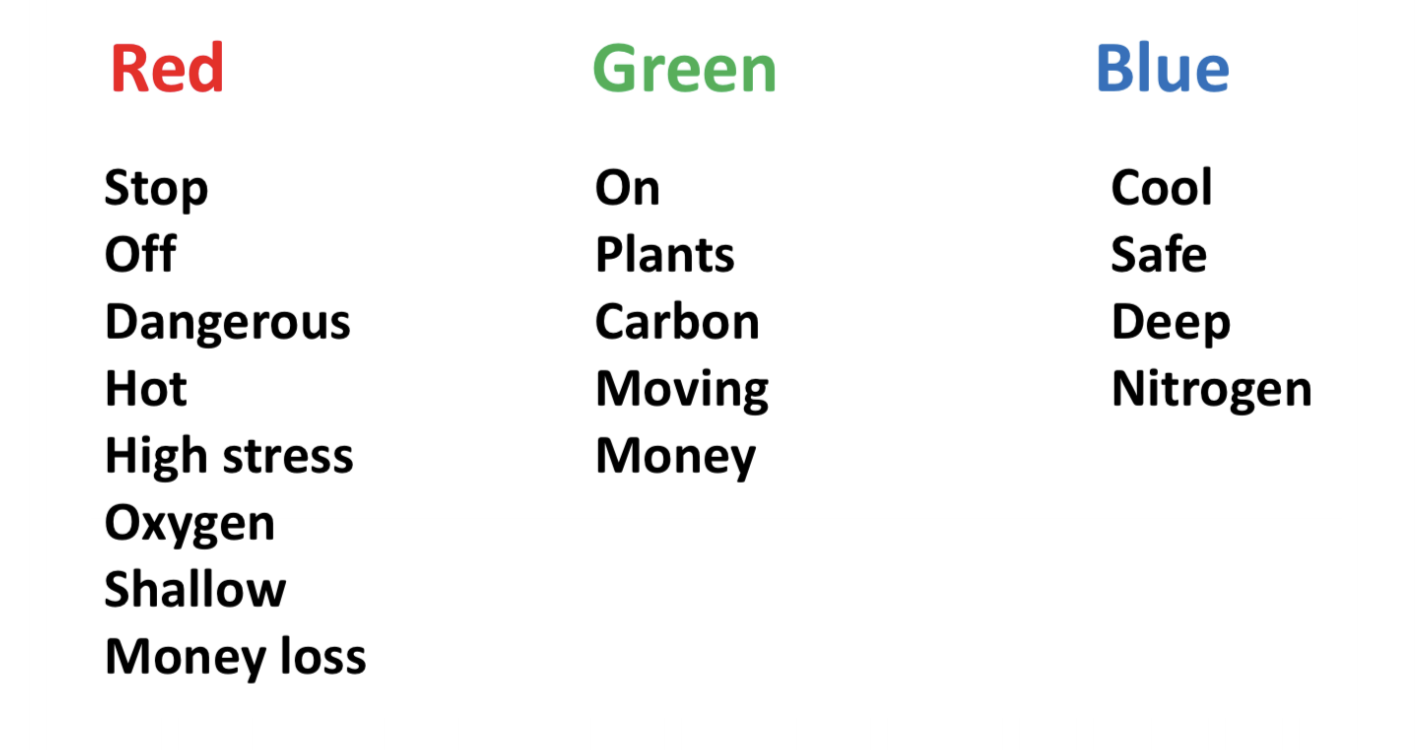 Red
Stop
Off
Dangerous
Hot
High stress
Oxygen
Shallow
Money loss
Green
On
Plants
Carbon
Moving
Money
Blue
Cool
Safe
Deep
Nitrogen